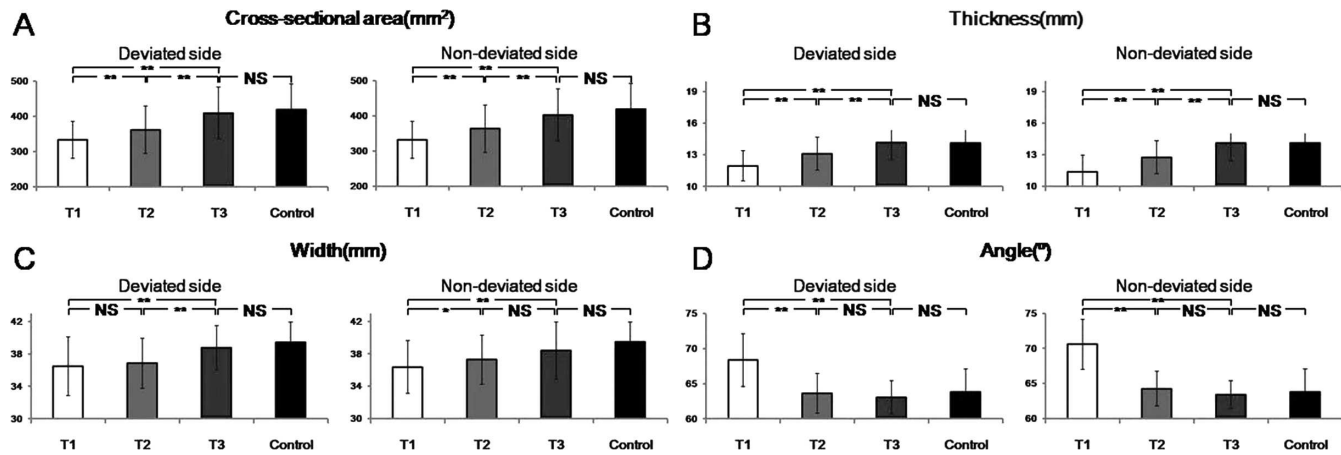 A
Cross-sectional area(mm²)
Deviated side
Non-deviated side
** ** ** NS
** ** ** NS
500
400
300
200
T1 T2 T3 Control
500
400
300
200
T1 T2 T3 Control
B
Thickness(mm)
Deviated side
Non-deviated side
** ** ** NS
** ** ** NS
19
16
13
10
T1 T2 T3 Control
19
16
13
10
T1 T2 T3 Control
C
Width(mm)
Deviated side
Non-deviated side
**
NS ** NS
**
* NS NS
42
38
34
30
T1 T2 T3 Control
42
38
34
30
T1 T2 T3 Control
D
Angle(º)
Deviated side
Non-deviated side
**
** NS NS
**
** NS NS
75
70
65
60
T1 T2 T3 Control
75
70
65
60
T1 T2 T3 Control